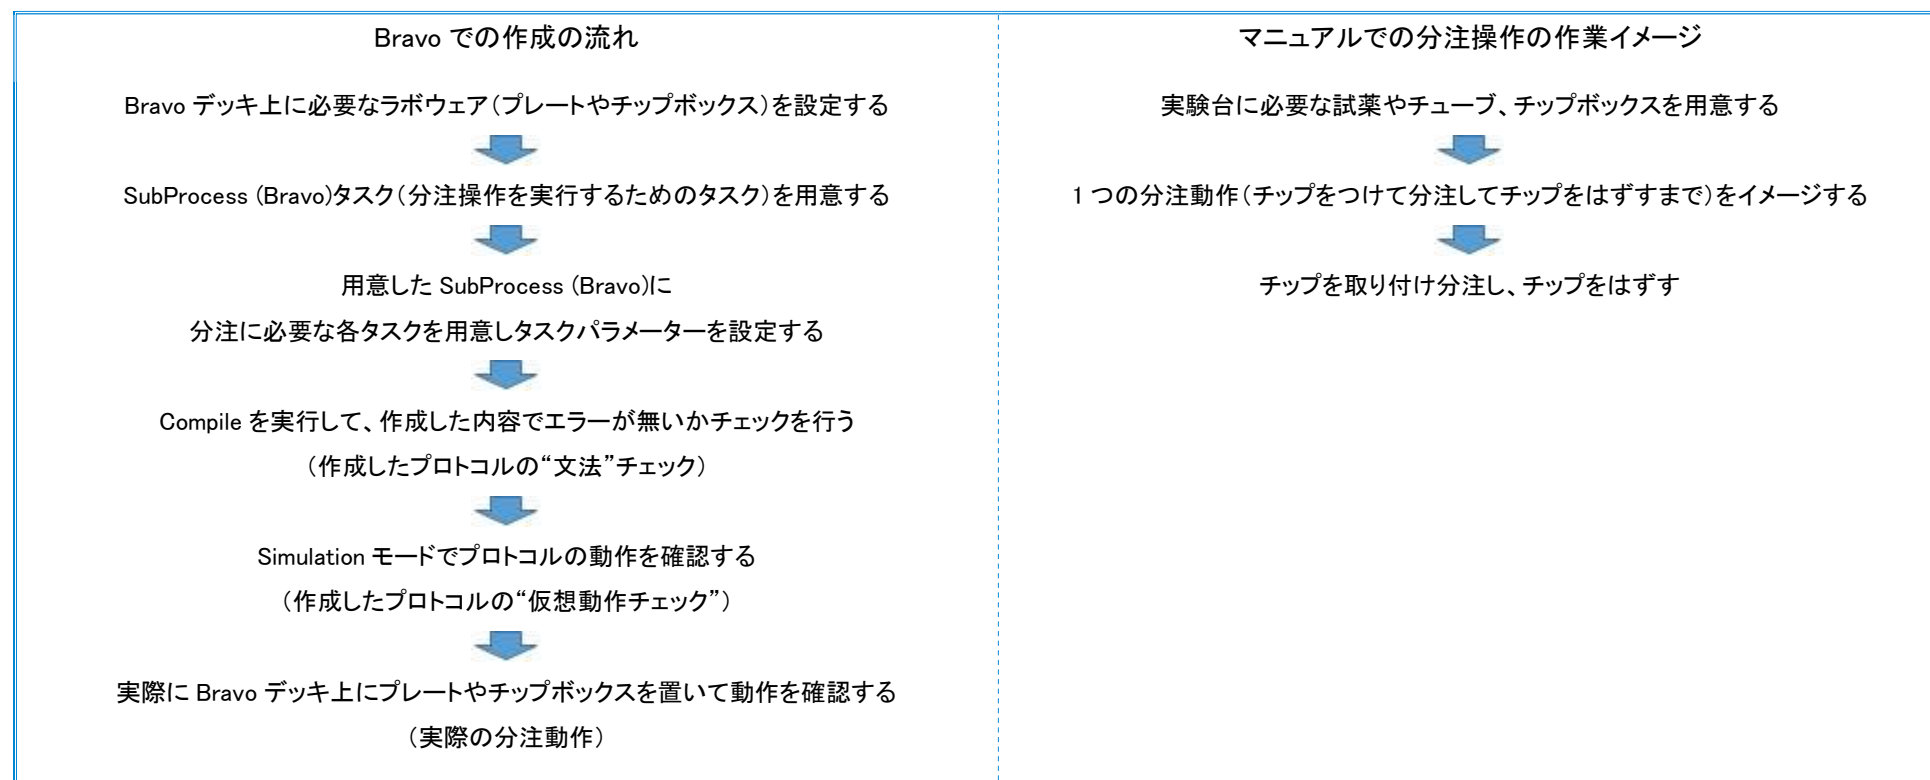 Bravo での作成の流れ
Bravo デッキ上に必要なラボウェア（プレートやチップボックス）を設定する
SubProcess (Bravo)タスク（分注操作を実行するためのタスク）を用意する
用意した SubProcess (Bravo)に
分注に必要な各タスクを用意しタスクパラメーターを設定する
Compile を実行して、作成した内容でエラーが無いかチェックを行う
（作成したプロトコルの“文法”チェック）
Simulation モードでプロトコルの動作を確認する
（作成したプロトコルの“仮想動作チェック”）
実際に Bravo デッキ上にプレートやチップボックスを置いて動作を確認する
（実際の分注動作）
マニュアルでの分注操作の作業イメージ
実験台に必要な試薬やチューブ、チップボックスを用意する
1 つの分注動作（チップをつけて分注してチップをはずすまで）をイメージする
チップを取り付け分注し、チップをはずす